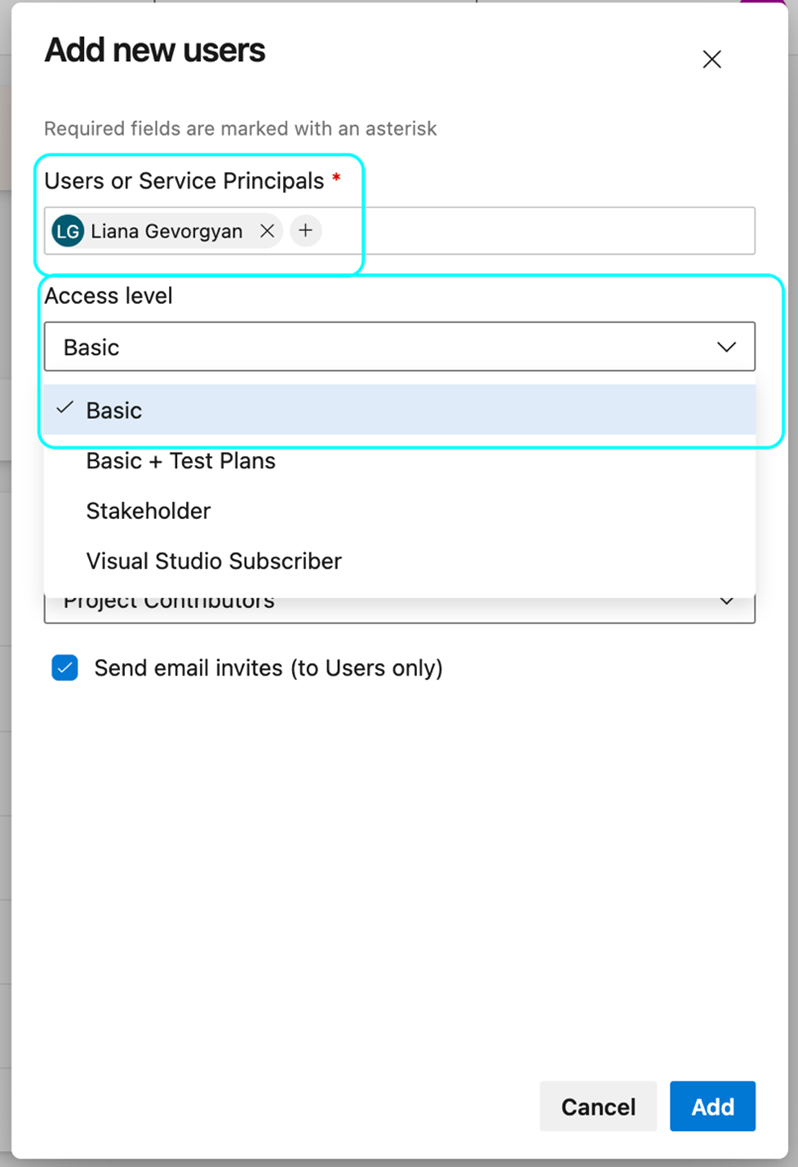 Add new users
Required fields are marked with an asterisk
Users or Service Principals *
LG Liana Gevorgyan
Access level
Basic
Basic
Basic + Test Plans
Stakeholder
Visual Studio Subscriber
Project Contributors
Send email invites (to Users only)
Cancel Add